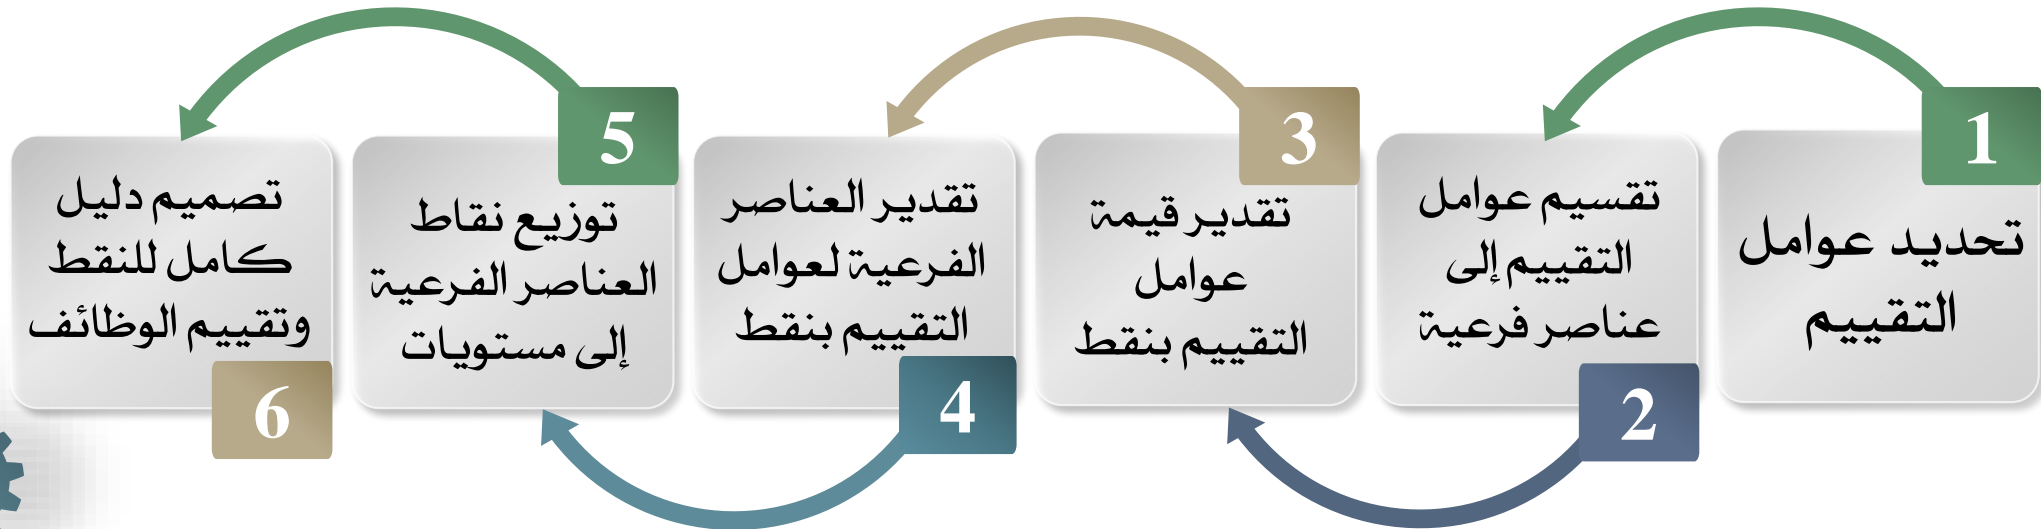 1
تحديد عوامل
التقييم
2
تقسيم عوامل
التقييم إلى
عناصر فرعية
3
تقدير قيمة
عوامل
التقييم بنقط
4
تقدير العناصر
الفرعية لعوامل
التقييم بنقط
5
توزيع نقاط
العناصر الفرعية
إلى مستويات
6
تصميم دليل
كامل للنقط
وتقييم الوظائف